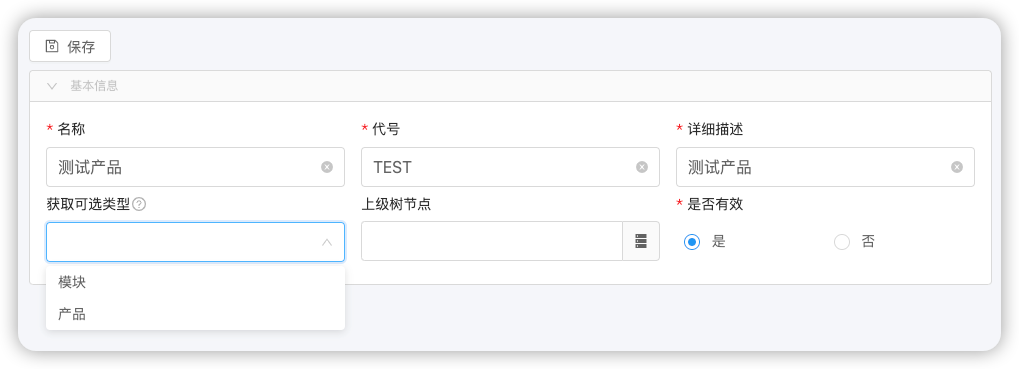 保存
基本信息
* 名称
* 代号
* 详细描述
测试产品
TEST
测试产品
获取可选类型
上级树节点
* 是否有效
是
否
模块
产品